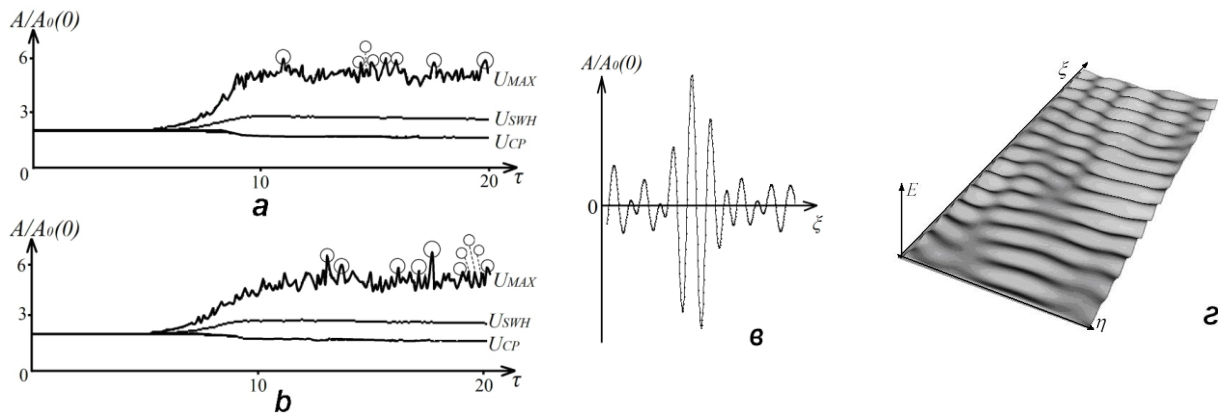 A/A₀(0)
6
3
0
U_MAX
U_SWH
U_CP
10
20
τ
a
A/A₀(0)
6
3
0
U_MAX
U_SWH
U_CP
10
20
τ
b
A/A₀(0)
0
ξ
в
ξ
E
η
г